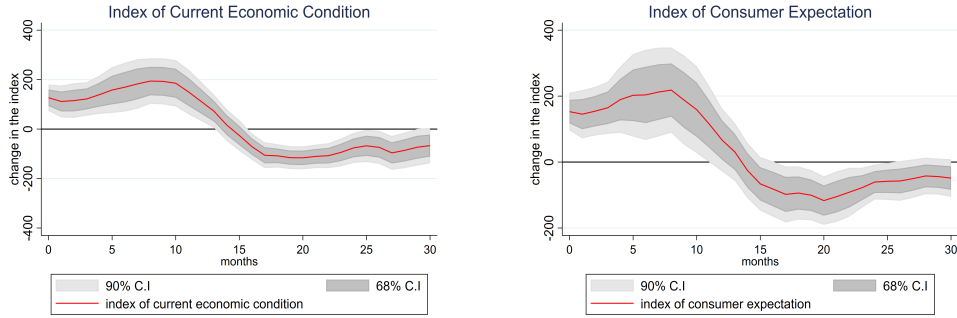 Index of Current Economic Condition
change in the index
400
200
0
-200
-400
0 5 10 15 20 25 30
months
90% C.I 68% C.I
index of current economic condition
Index of Consumer Expectation
change in the index
400
200
0
-200
0 5 10 15 20 25 30
months
90% C.I 68% C.I
index of consumer expectation